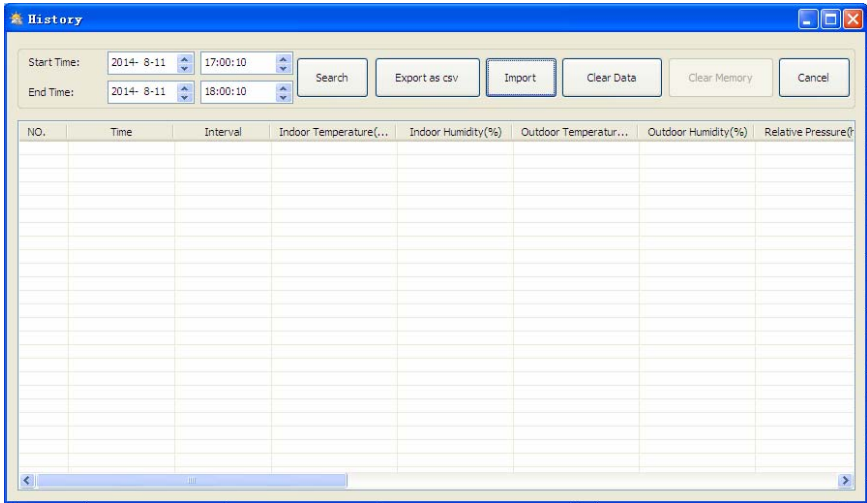 History
Start Time: 2014- 8-11 17:00:10
End Time: 2014- 8-11 18:00:10
Search Export as csv Import Clear Data Clear Memory Cancel
NO. Time Interval Indoor Temperature(... Indoor Humidity(%) Outdoor Temperatur... Outdoor Humidity(%) Relative Pressure(h